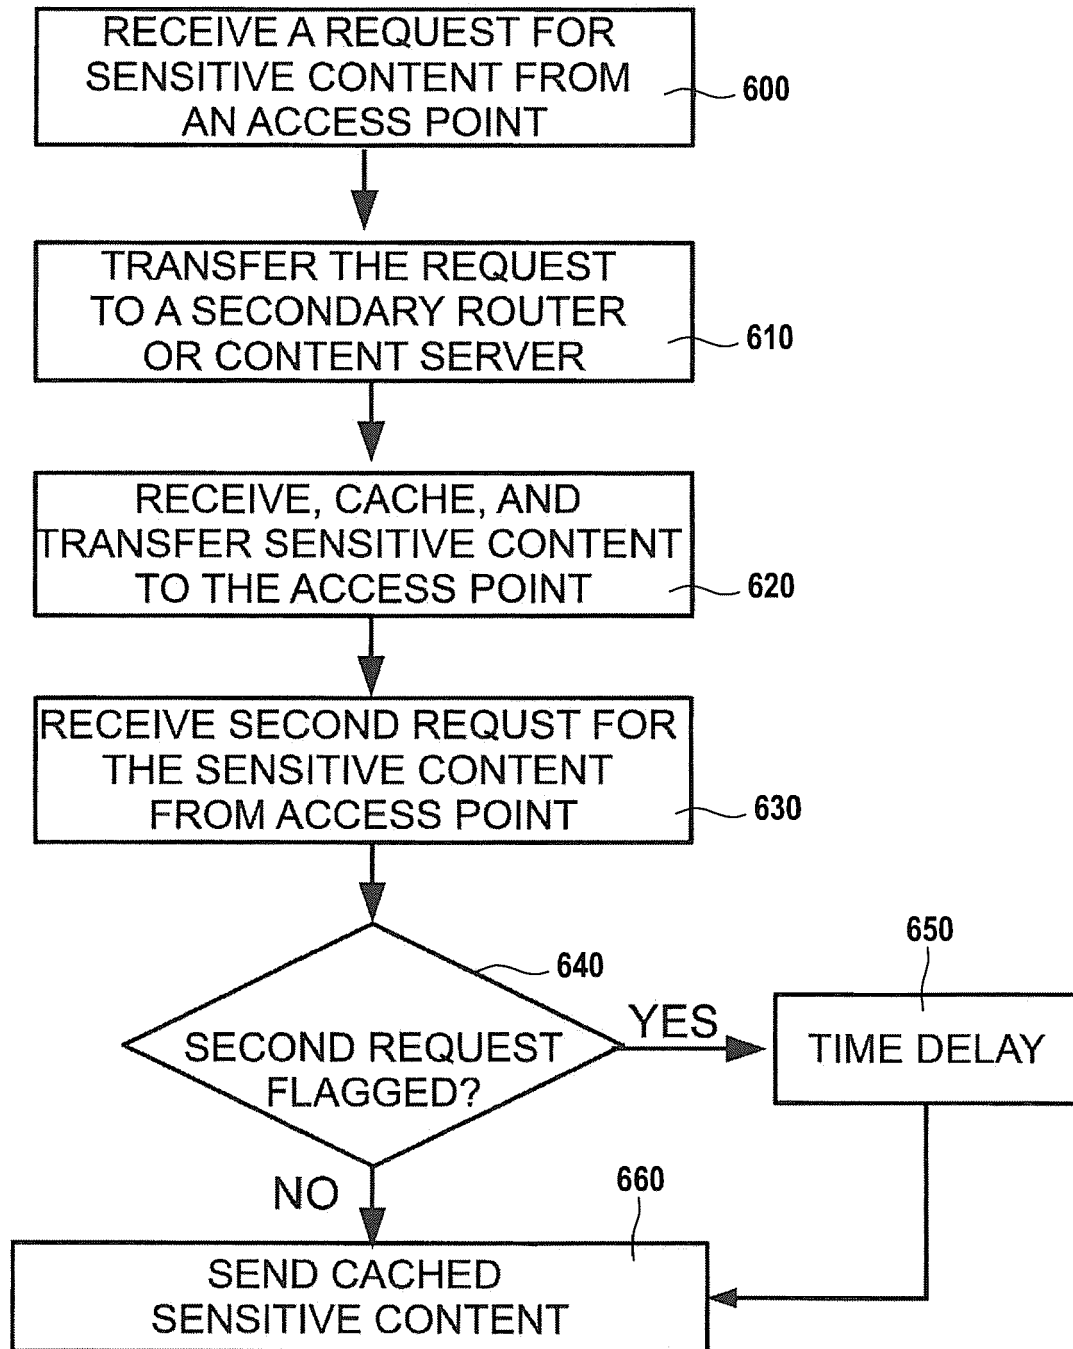 RECEIVE A REQUEST FOR
SENSITIVE CONTENT FROM
AN ACCESS POINT
600
TRANSFER THE REQUEST
TO A SECONDARY ROUTER
OR CONTENT SERVER
610
RECEIVE, CACHE, AND
TRANSFER SENSITIVE CONTENT
TO THE ACCESS POINT
620
RECEIVE SECOND REQUST FOR
THE SENSITIVE CONTENT
FROM ACCESS POINT
630
640
SECOND REQUEST
FLAGGED?
YES
650
TIME DELAY
NO
660
SEND CACHED
SENSITIVE CONTENT